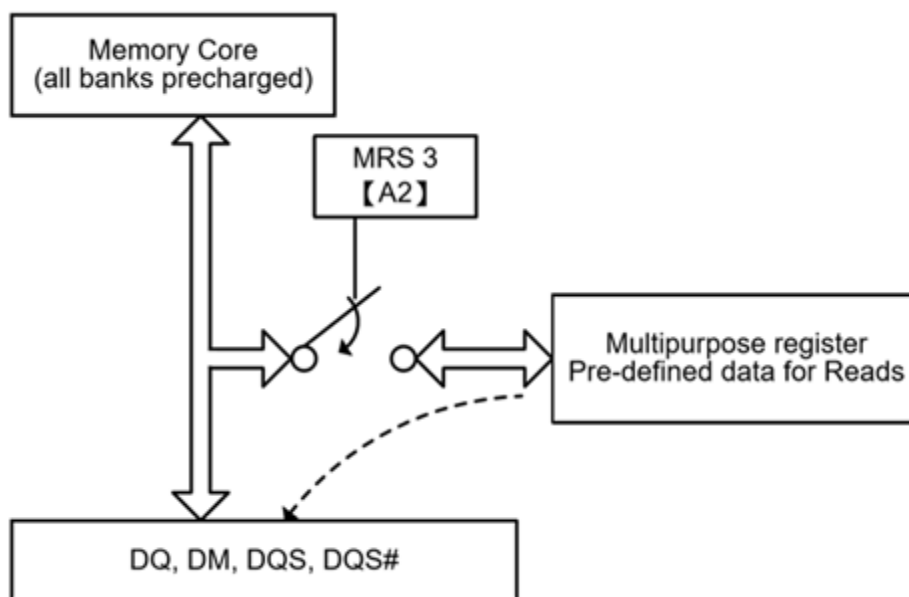 Memory Core
(all banks precharged)
MRS 3
【A2】
Multipurpose register
Pre-defined data for Reads
DQ, DM, DQS, DQS#